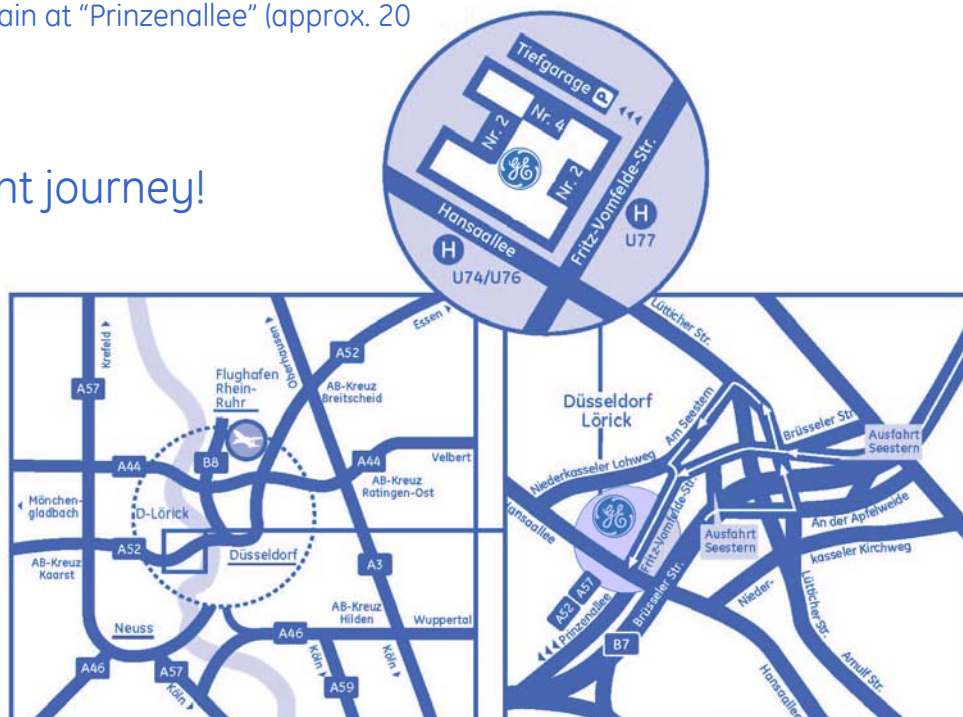 ain at “Prinzenallee” (approx. 20
nt journey!
Tiefgarage P
Nr. 2
Nr. 4
Nr. 2
Fritz-Vomfelde-Str.
Hansaallee
H
U74/U76
H
U77
Krefeld
Oberhausen
Essen
A52
A57
Flughafen
Rhein-
Ruhr
AB-Kreuz
Breitscheid
A44
B8
A44
Velbert
AB-Kreuz
Ratingen-Ost
Mönchen-
gladbach
D-Lörick
A52
Düsseldorf
AB-Kreuz
Kaarst
A3
AB-Kreuz
Hilden
Wuppertal
Neuss
A46
A46
A57
Köln
Köln
A59
Köln
Lütticher Str.
Düsseldorf
Lörick
Am Seestern
Brüsseler Str.
Ausfahrt
Seestern
Niederkasseler Lohweg
Hansaallee
Fritz-Vomfelde-Str.
An der Apfelweide
Ausfahrt
Seestern
Nieder-
kasseler Kirchweg
A52
A57
Prinzenallee
Brüsseler Str.
B7
Lütticher Str.
Arnulf Str.
Hansaallee